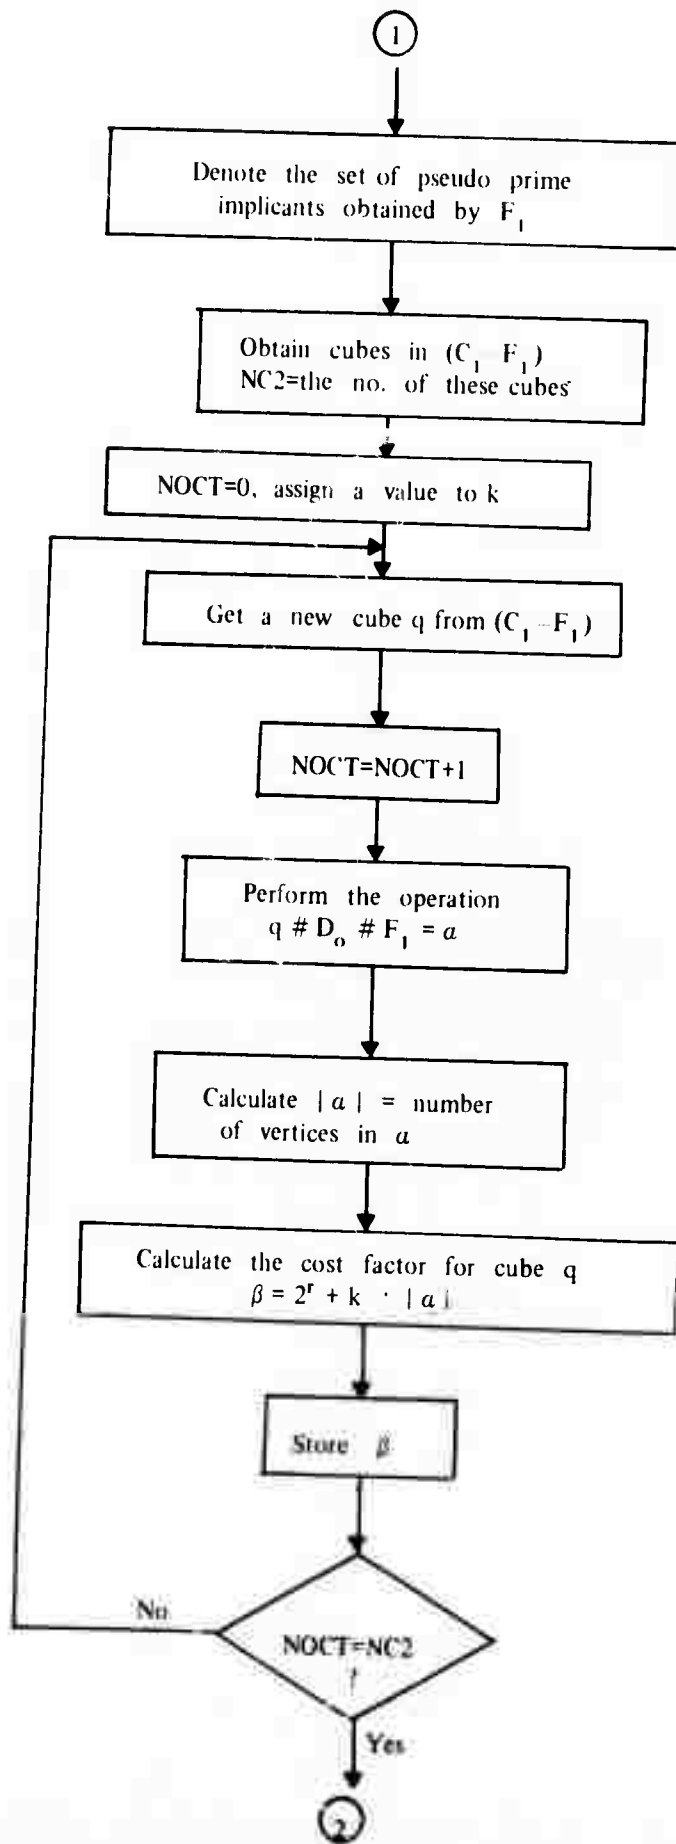 1
Denote the set of pseudo prime
implicants obtained by F₁
Obtain cubes in (C₁ – F₁)
NC2=the no. of these cubes
NOCT=0, assign a value to k
Get a new cube q from (C₁ –F₁)
NOCT=NOCT+1
Perform the operation
q # D₀ # F₁ = a
Calculate | a | = number
of vertices in a
Calculate the cost factor for cube q
β = 2ʳ + k · | a |
Store β
No
NOCT=NC2
?
Yes
2